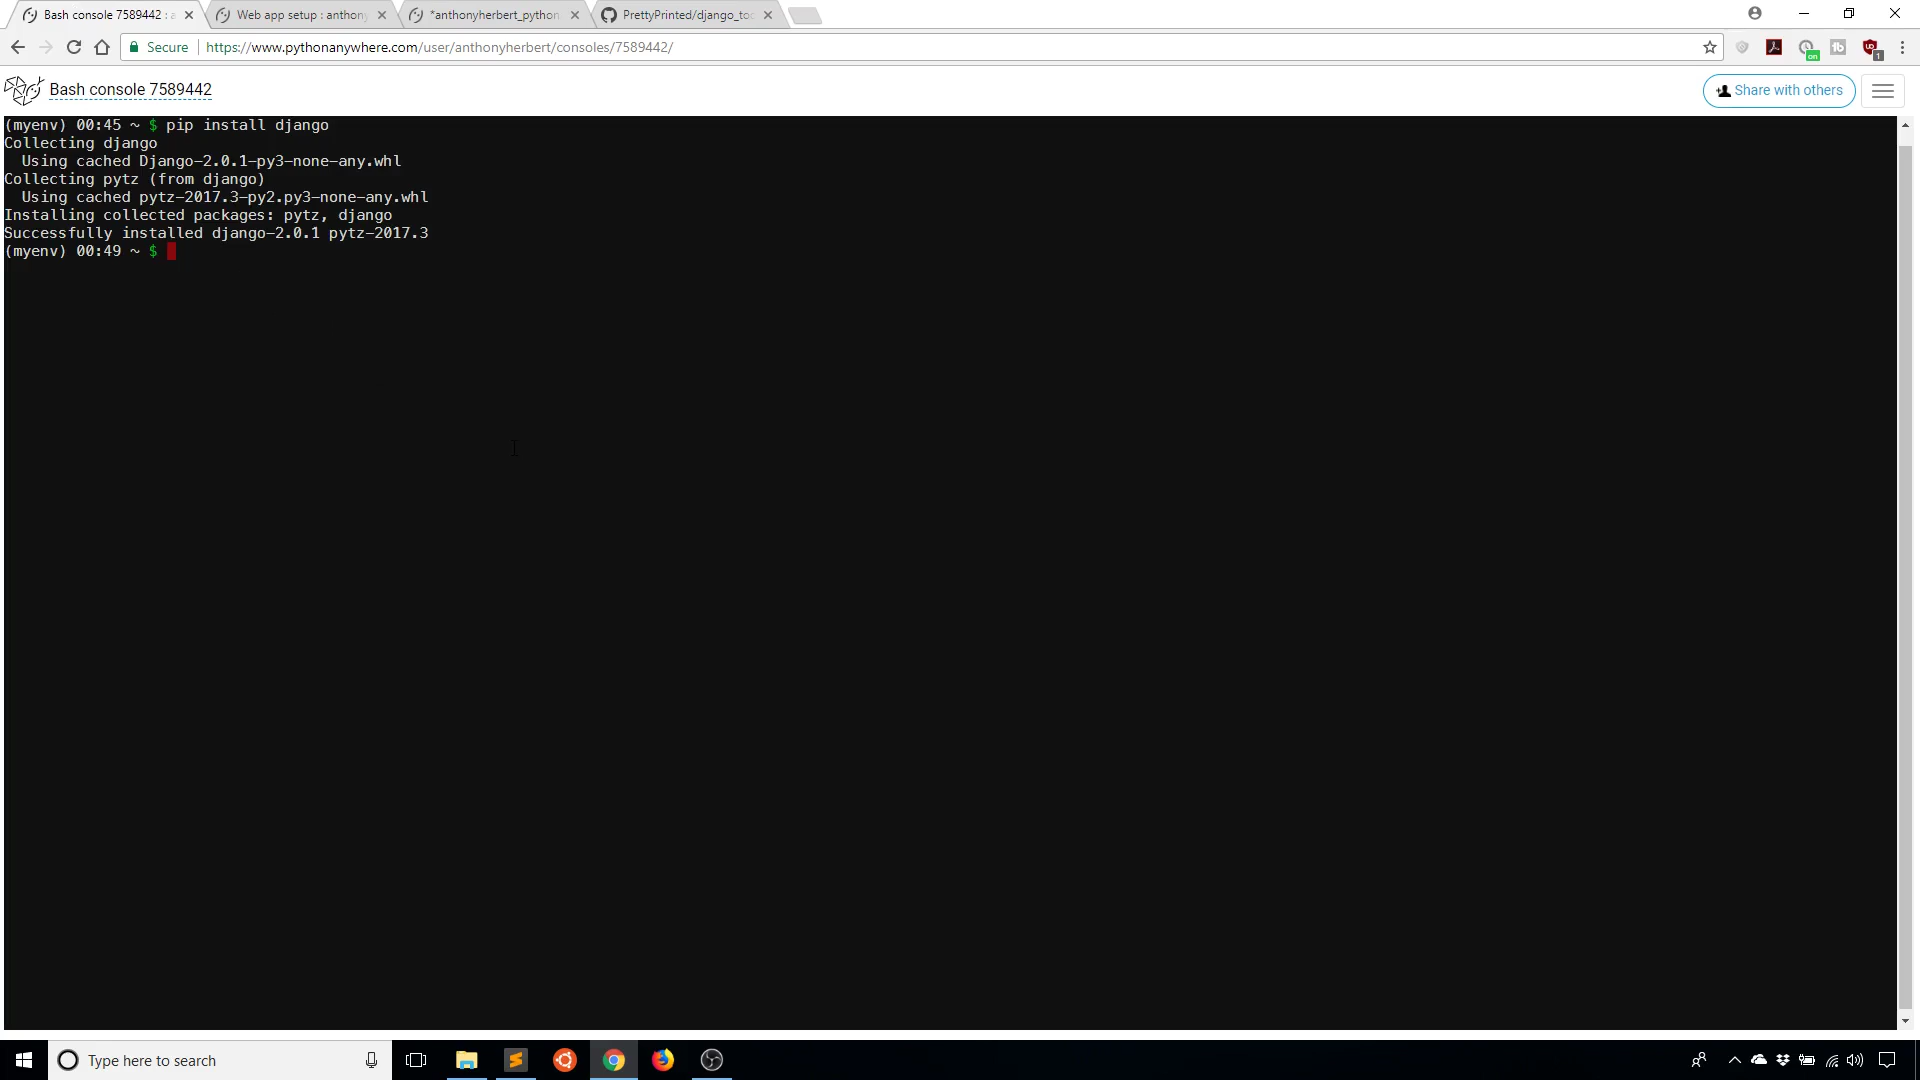 Bash console 7589442 : a
Web app setup : anthony
*anthonyherbert_python
PrettyPrinted/django_too
Secure
https://www.pythonanywhere.com/user/anthonyherbert/consoles/7589442/
on
tb
1
Bash console 7589442
Share with others
(myenv) 00:45 ~ $ pip install django
Collecting django
Using cached Django-2.0.1-py3-none-any.whl
Collecting pytz (from django)
Using cached pytz-2017.3-py2.py3-none-any.whl
Installing collected packages: pytz, django
Successfully installed django-2.0.1 pytz-2017.3
(myenv) 00:49 ~ $
Type here to search